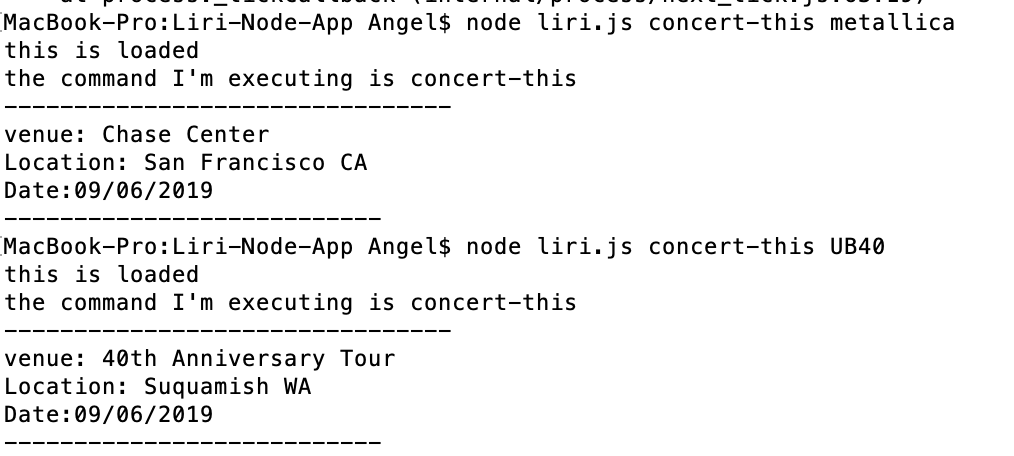 MacBook-Pro:Liri-Node-App Angel$ node liri.js concert-this metallica
this is loaded
the command I'm executing is concert-this
--------------------------------
venue: Chase Center
Location: San Francisco CA
Date:09/06/2019
---------------------------
MacBook-Pro:Liri-Node-App Angel$ node liri.js concert-this UB40
this is loaded
the command I'm executing is concert-this
--------------------------------
venue: 40th Anniversary Tour
Location: Suquamish WA
Date:09/06/2019
---------------------------